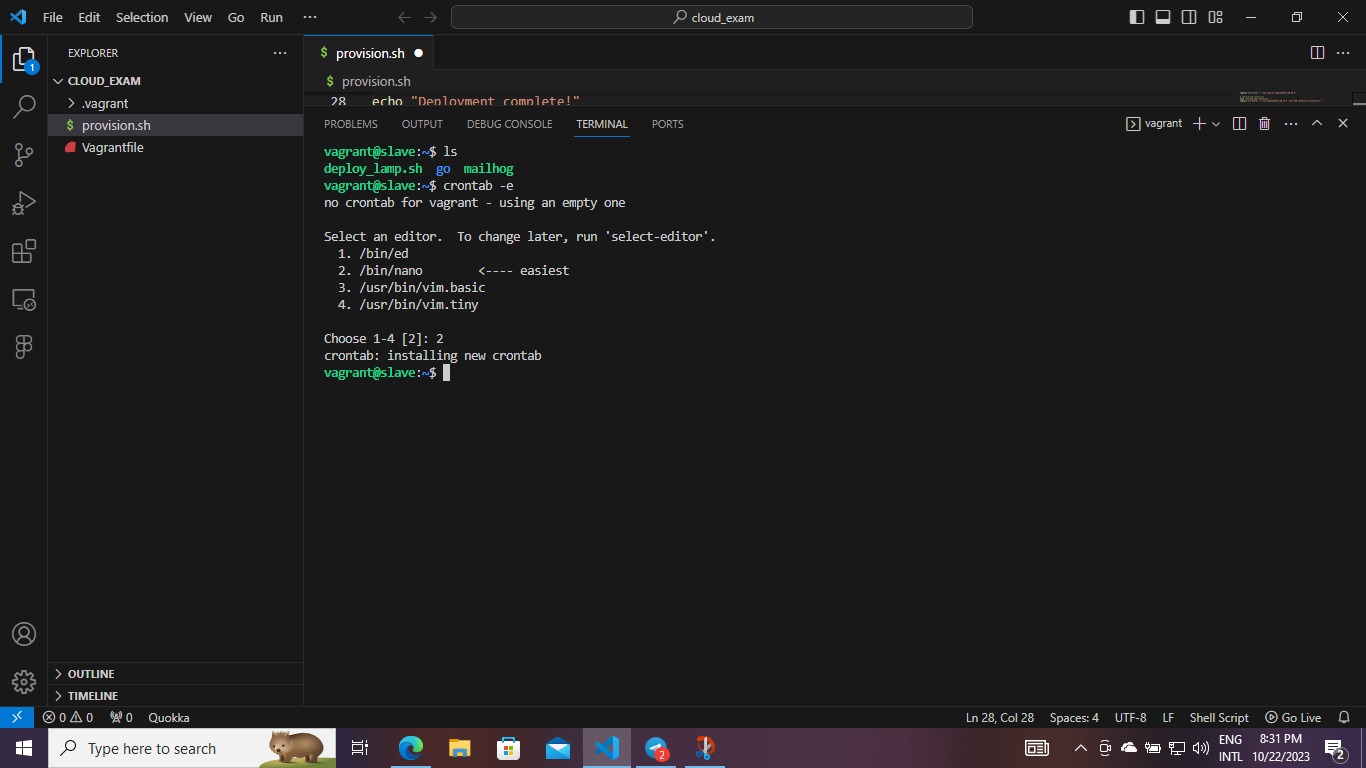 File Edit Selection View Go Run ··· cloud_exam
EXPLORER ···
CLOUD_EXAM
.vagrant
$ provision.sh
Vagrantfile
OUTLINE
TIMELINE
1
$ provision.sh
$ provision.sh
28 echo "Deployment complete!"
PROBLEMS OUTPUT DEBUG CONSOLE TERMINAL PORTS vagrant
vagrant@slave:~$ ls
deploy_lamp.sh go mailhog
vagrant@slave:~$ crontab -e
no crontab for vagrant - using an empty one
Select an editor. To change later, run 'select-editor'.
1. /bin/ed
2. /bin/nano <---- easiest
3. /usr/bin/vim.basic
4. /usr/bin/vim.tiny
Choose 1-4 [2]: 2
crontab: installing new crontab
vagrant@slave:~$
0 0 0 Quokka Ln 28, Col 28 Spaces: 4 UTF-8 LF Shell Script Go Live
Type here to search
2
ENG
INTL
8:31 PM
10/22/2023
2